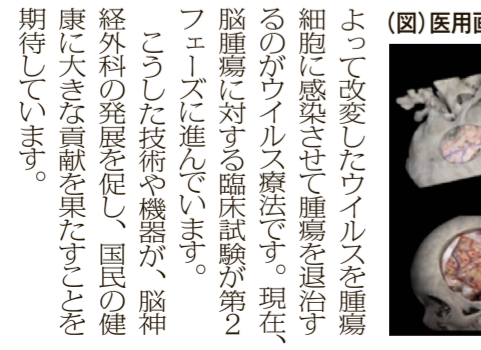 (図)医用画
よって改変したウイルスを腫瘍
細胞に感染させて腫瘍を退治す
るのがウイルス療法です。現在、
脳腫瘍に対する臨床試験が第2
フェーズに進んでいます。
こうした技術や機器が、脳神
経外科の発展を促し、国民の健
康に大きな貢献を果たすことを
期待しています。